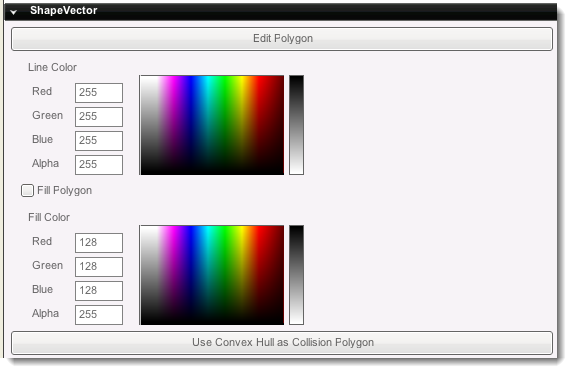 ShapeVector
Edit Polygon
Line Color
Red 255
Green 255
Blue 255
Alpha 255
Fill Polygon
Fill Color
Red 128
Green 128
Blue 128
Alpha 255
Use Convex Hull as Collision Polygon